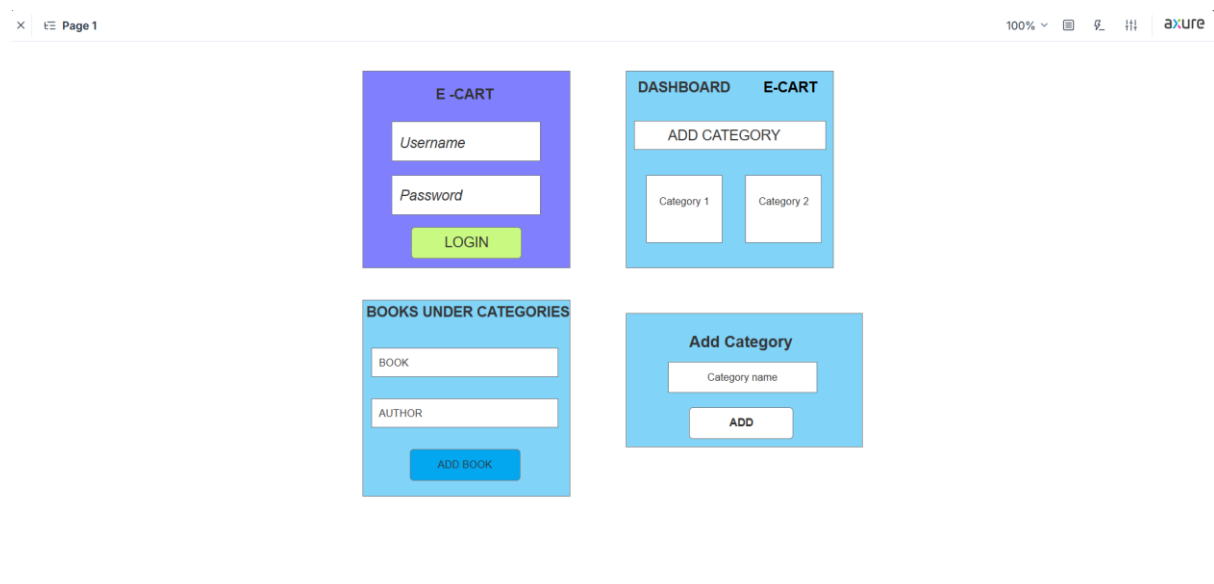 Page 1
100%
axure
E -CART
Username
Password
LOGIN
DASHBOARD E-CART
ADD CATEGORY
Category 1 Category 2
BOOKS UNDER CATEGORIES
BOOK
AUTHOR
ADD BOOK
Add Category
Category name
ADD